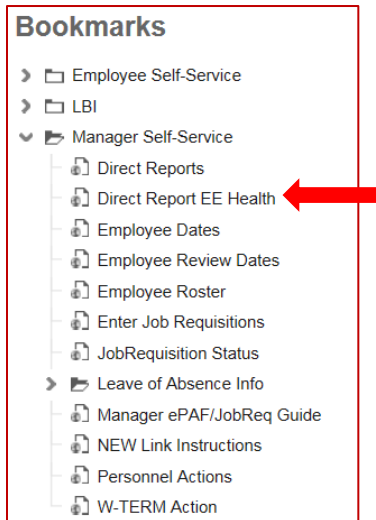 Bookmarks
Employee Self-Service
LBI
Manager Self-Service
Direct Reports
Direct Report EE Health
Employee Dates
Employee Review Dates
Employee Roster
Enter Job Requisitions
JobRequisition Status
Leave of Absence Info
Manager ePAF/JobReq Guide
NEW Link Instructions
Personnel Actions
W-TERM Action